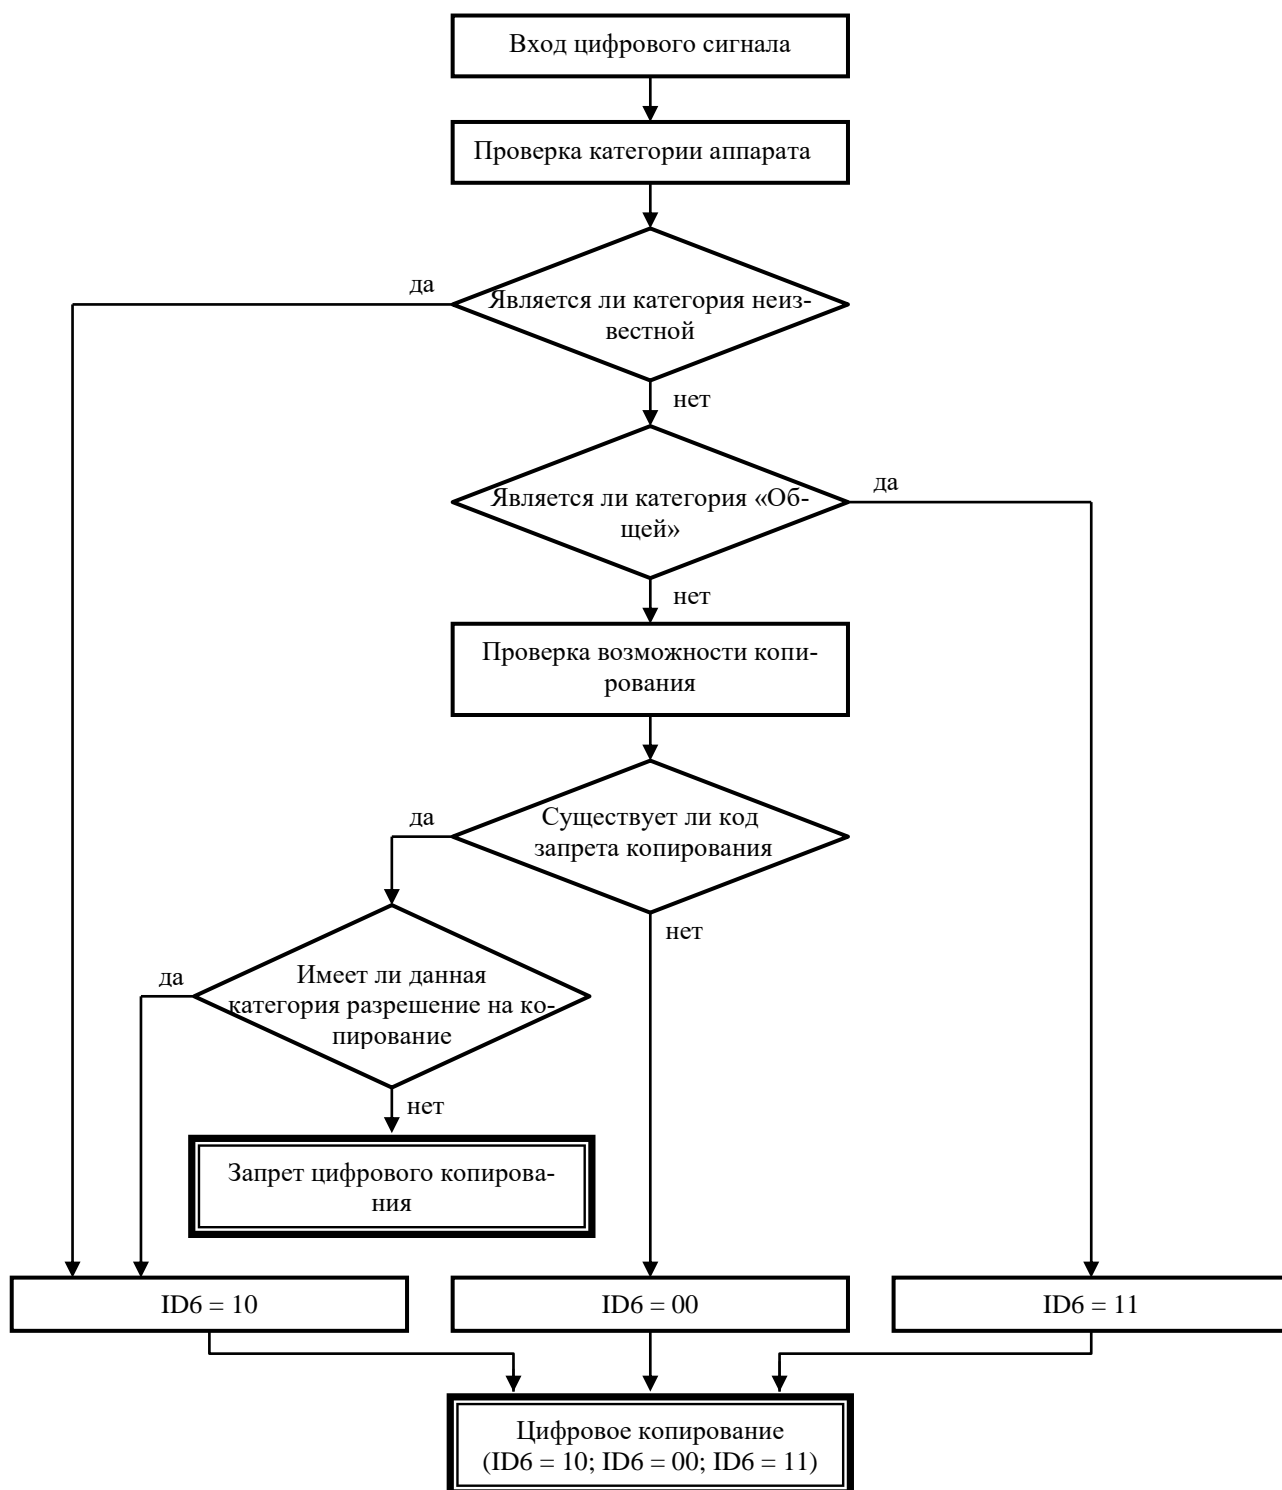 Вход цифрового сигнала
Проверка категории аппарата
да
Является ли категория неиз-
вестной
нет
Является ли категория «Об-
щей»
да
нет
Проверка возможности копи-
рования
да
Существует ли код
запрета копирования
нет
да
Имеет ли данная
категория разрешение на ко-
пирование
нет
Запрет цифрового копирова-
ния
ID6 = 10
ID6 = 00
ID6 = 11
Цифровое копирование
(ID6 = 10; ID6 = 00; ID6 = 11)